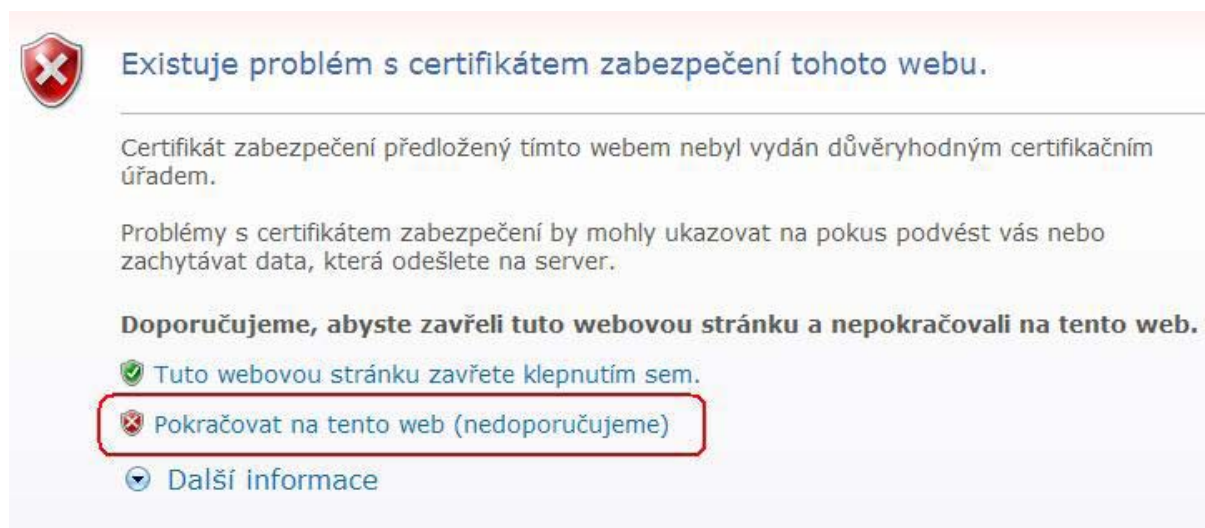 Existuje problém s certifikátem zabezpečení tohoto webu.
Certifikát zabezpečení předložený tímto webem nebyl vydán důvěryhodným certifikačním
úřadem.
Problémy s certifikátem zabezpečení by mohly ukazovat na pokus podvést vás nebo
zachytávat data, která odešlete na server.
Doporučujeme, abyste zavřeli tuto webovou stránku a nepokračovali na tento web.
Tuto webovou stránku zavřete klepnutím sem.
Pokračovat na tento web (nedoporučujeme)
Další informace